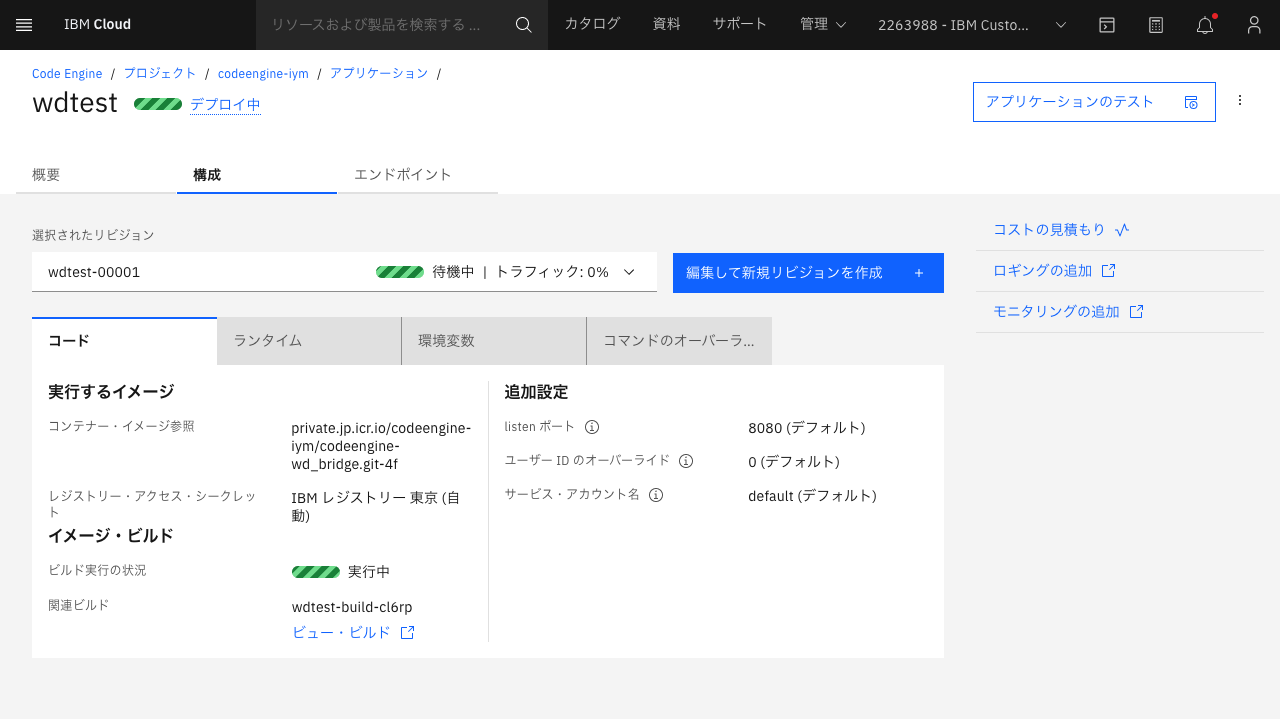 IBM Cloud
リソースおよび製品を検索する ...
カタログ
資料
サポート
管理
2263988 - IBM Custo...
Code Engine / プロジェクト / codeengine-iym / アプリケーション /
wdtest デプロイ中
アプリケーションのテスト
概要
構成
エンドポイント
選択されたリビジョン
wdtest-00001
待機中 | トラフィック: 0%
編集して新規リビジョンを作成 +
コストの見積もり
ロギングの追加
モニタリングの追加
コード
ランタイム
環境変数
コマンドのオーバーラ...
実行するイメージ
コンテナー・イメージ参照
private.jp.icr.io/codeengine-
iym/codeengine-
wd_bridge.git-4f
レジストリー・アクセス・シークレッ
ト
IBM レジストリー 東京 (自
動)
イメージ・ビルド
ビルド実行の状況
実行中
関連ビルド
wdtest-build-cl6rp
ビュー・ビルド
追加設定
listen ポート
8080 (デフォルト)
ユーザー ID のオーバーライド
0 (デフォルト)
サービス・アカウント名
default (デフォルト)